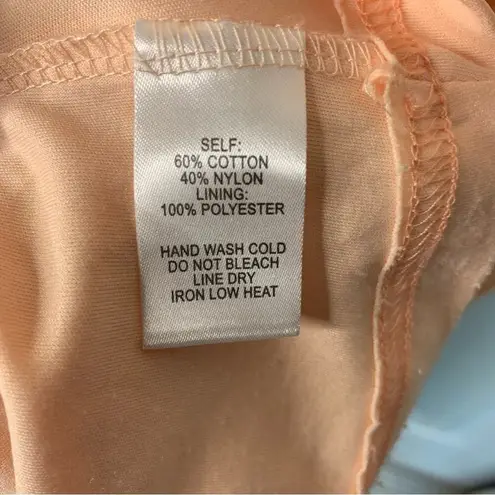 SELF:
60% COTTON
40% NYLON
LINING:
100% POLYESTER
HAND WASH COLD
DO NOT BLEACH
LINE DRY
IRON LOW HEAT